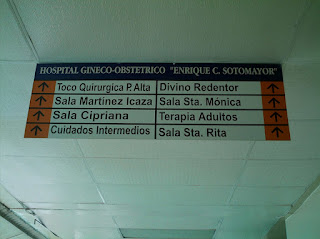 HOSPITAL GINECO-OBSTETRICO "ENRIQUE C. SOTOMAYOR"
Toco Quirurgica P. Alta Divino Redentor
Sala Martinez Icaza Sala Sta. Mónica
Sala Cipriana Terapia Adultos
Cuidados Intermedios Sala Sta. Rita